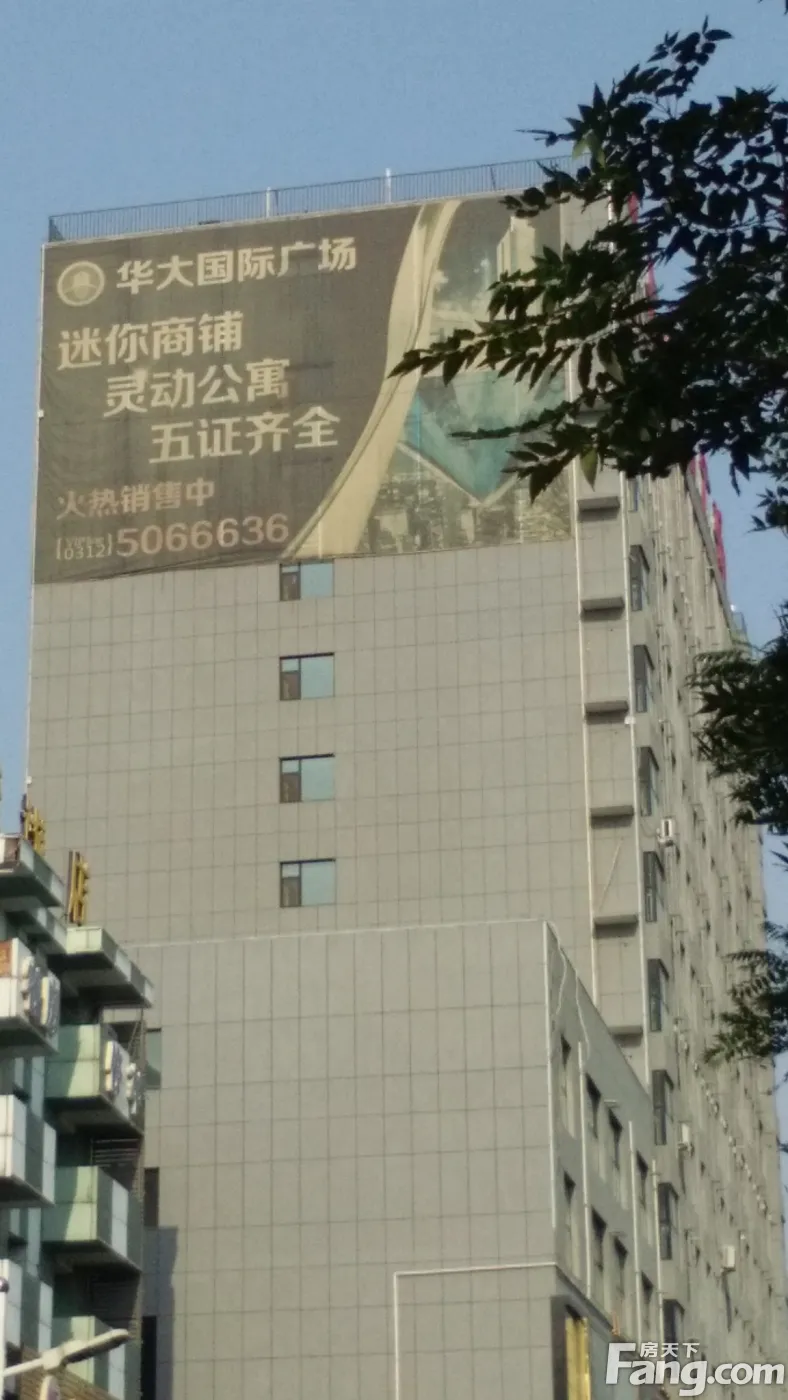 华大国际广场
迷你商铺
灵动公寓
五证齐全
火热销售中
(0312) 5066636
店
房天下
Fang.com